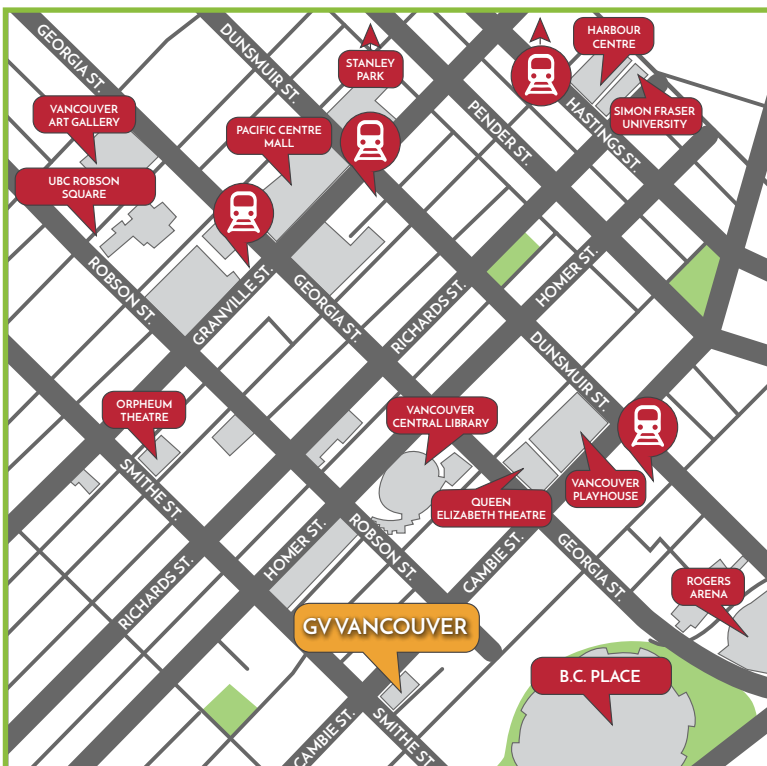 GEORGIA ST.
DUNSMUIR ST.
STANLEY
PARK
HARBOUR
CENTRE
VANCOUVER
ART GALLERY
PACIFIC CENTRE
MALL
PENDER ST.
HASTINGS ST.
SIMON FRASER
UNIVERSITY
UBC ROBSON
SQUARE
ROBSON ST.
GRANVILLE ST.
GEORGIA ST.
RICHARDS ST.
HOMER ST.
DUNSMUIR ST.
ORPHEUM
THEATRE
VANCOUVER
CENTRAL LIBRARY
SMITHE ST.
QUEEN
ELIZABETH THEATRE
VANCOUVER
PLAYHOUSE
RICHARDS ST.
HOMER ST.
ROBSON ST.
CAMBIE ST.
GEORGIA ST.
ROGERS
ARENA
GV VANCOUVER
B.C. PLACE
CAMBIE ST.
SMITHE ST.